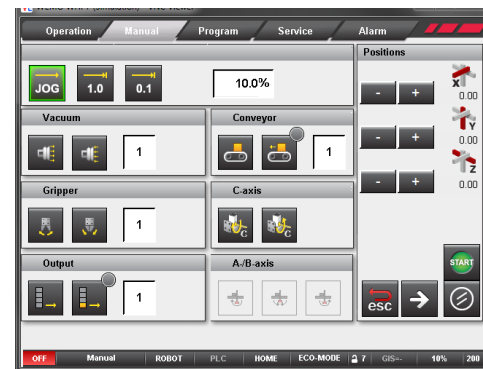 Operation Manual Program Service Alarm
Positions
JOG 1.0 0.1 10.0%
X
0.00
- +
Vacuum Conveyor
Y
1 1
- + 0.00
Z
Gripper C-axis
- + 0.00
1 C C
Output A-/B-axis
START
1
esc
OFF Manual ROBOT PLC HOME ECO-MODE 7 GIS=-. 10% 200